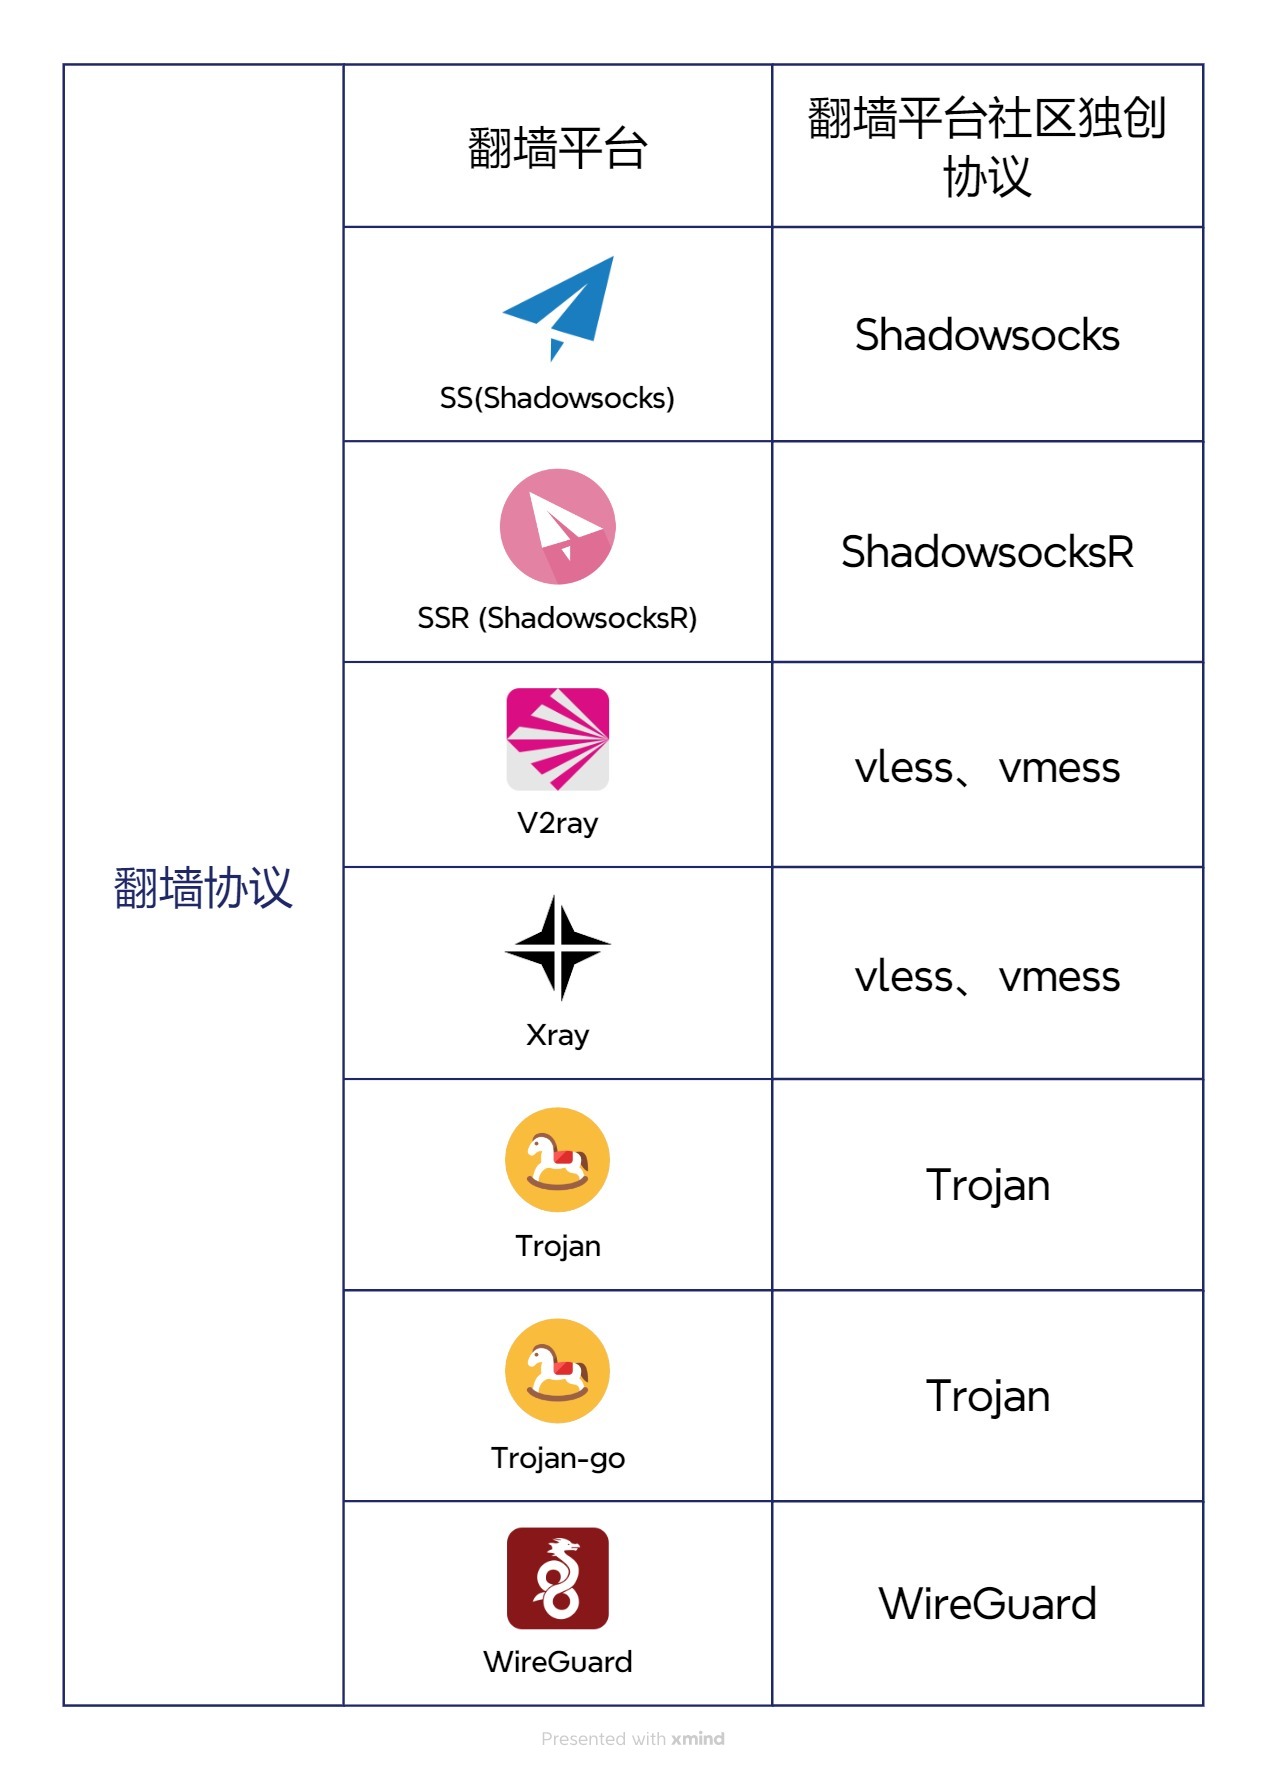 翻墙协议
翻墙平台
翻墙平台社区独创
协议
SS(Shadowsocks)
Shadowsocks
SSR (ShadowsocksR)
ShadowsocksR
V2ray
vless、vmess
Xray
vless、vmess
Trojan
Trojan
Trojan-go
Trojan
WireGuard
WireGuard
Presented with xmind